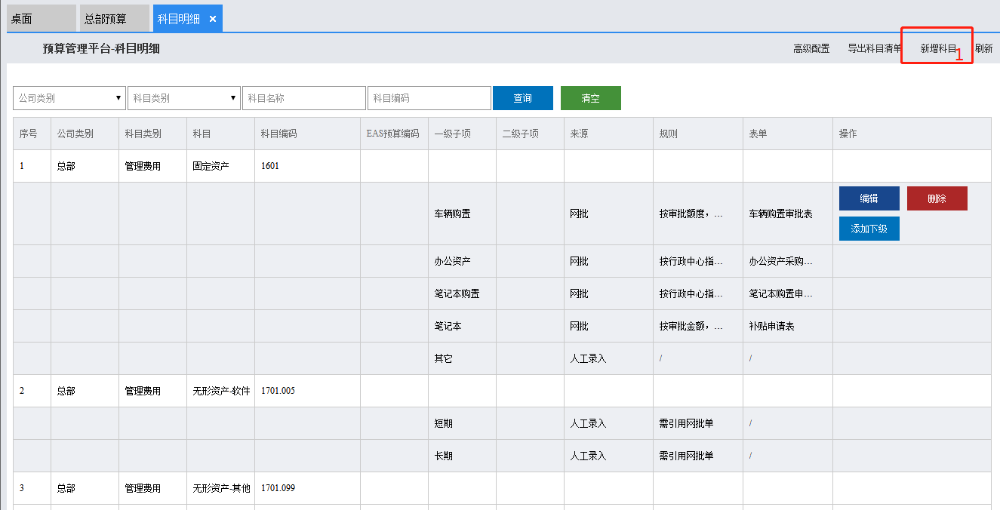 桌面 总部预算 科目明细 ×
预算管理平台-科目明细 高级配置 导出科目清单 新增科目 1 刷新
公司类别 科目类别 科目名称 科目编码 查询 清空
序号 公司类别 科目类别 科目 科目编码 EAS预算编码 一级子项 二级子项 来源 规则 表单 操作
1 总部 管理费用 固定资产 1601
车辆购置 网批 按审批额度，... 车辆购置审批表 编辑 删除
添加下级
办公资产 网批 按行政中心指... 办公资产采购...
笔记本购置 网批 按行政中心指... 笔记本购置申...
笔记本 网批 按审批金额，... 补贴申请表
其它 人工录入 / /
2 总部 管理费用 无形资产-软件 1701.005
短期 人工录入 需引用网批单 /
长期 人工录入 需引用网批单 /
3 总部 管理费用 无形资产-其他 1701.099